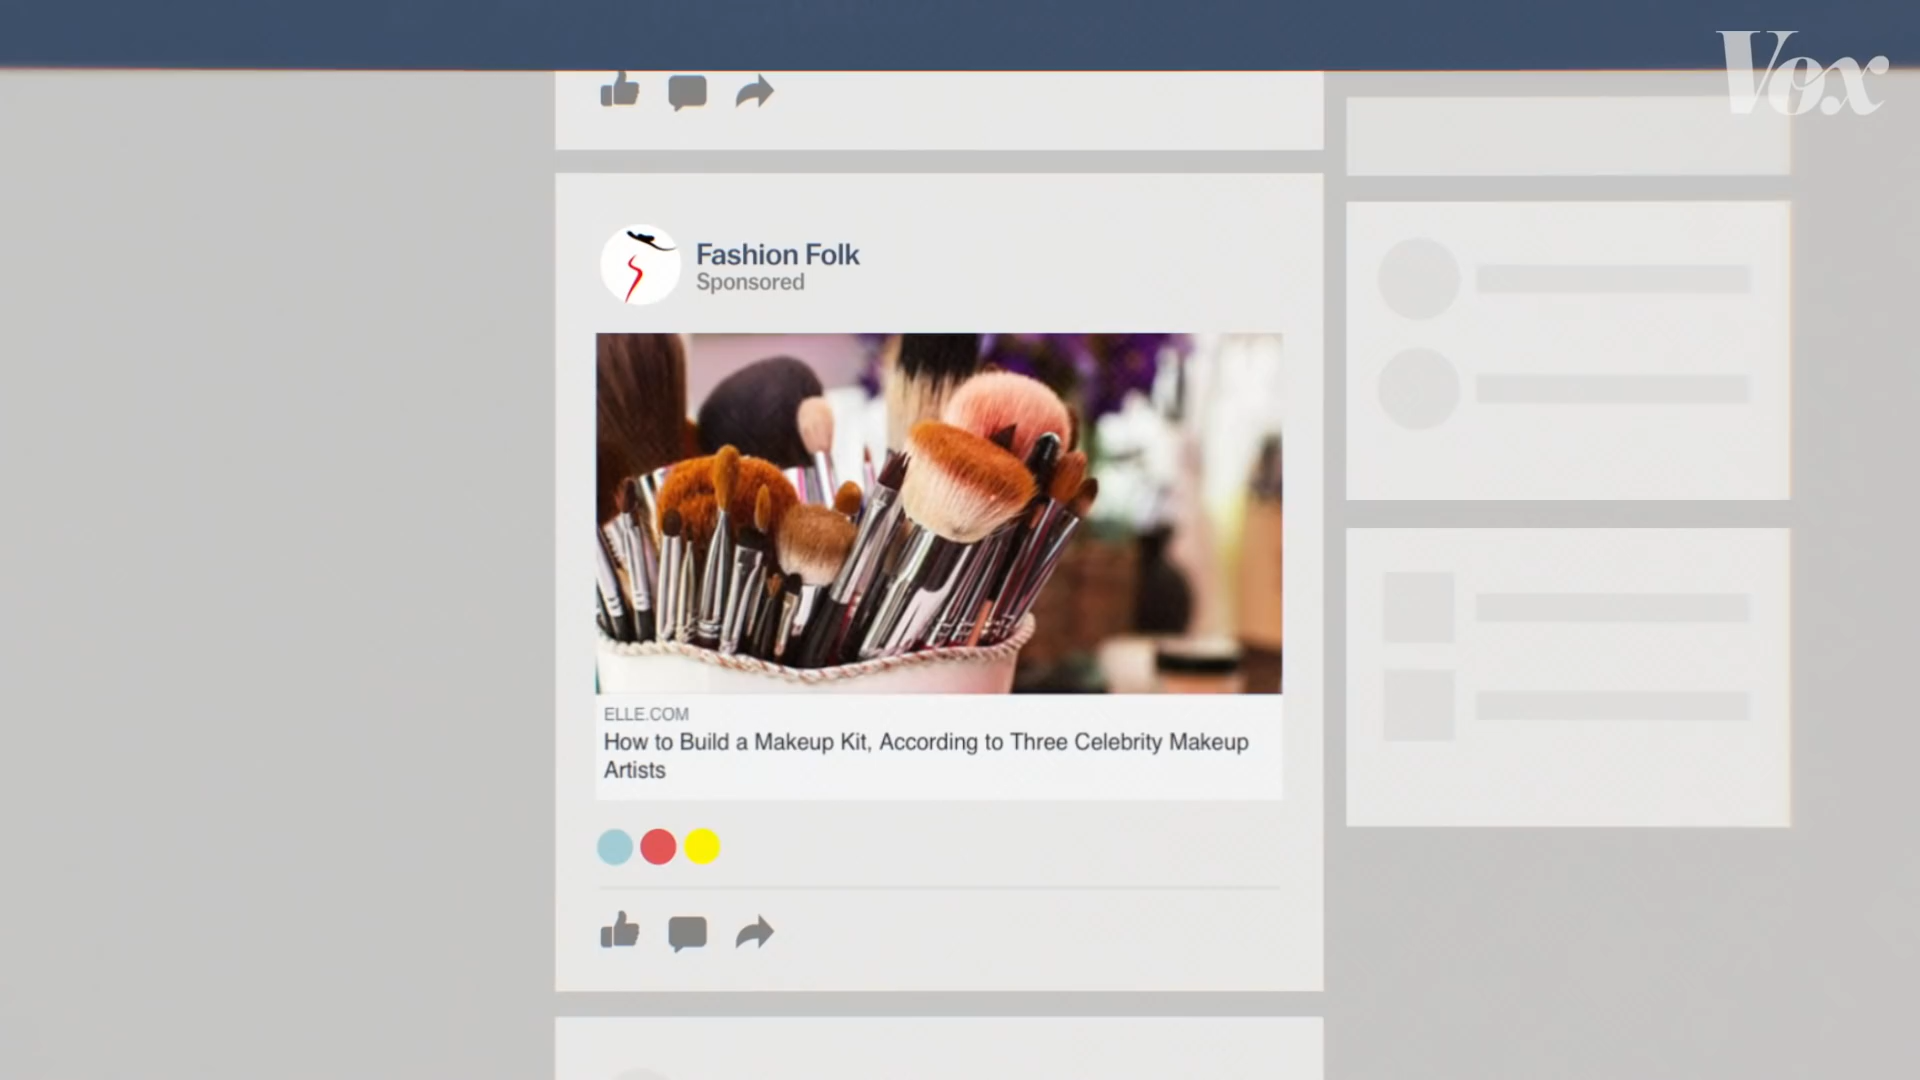 Vox
Fashion Folk
Sponsored
ELLE.COM
How to Build a Makeup Kit, According to Three Celebrity Makeup
Artists